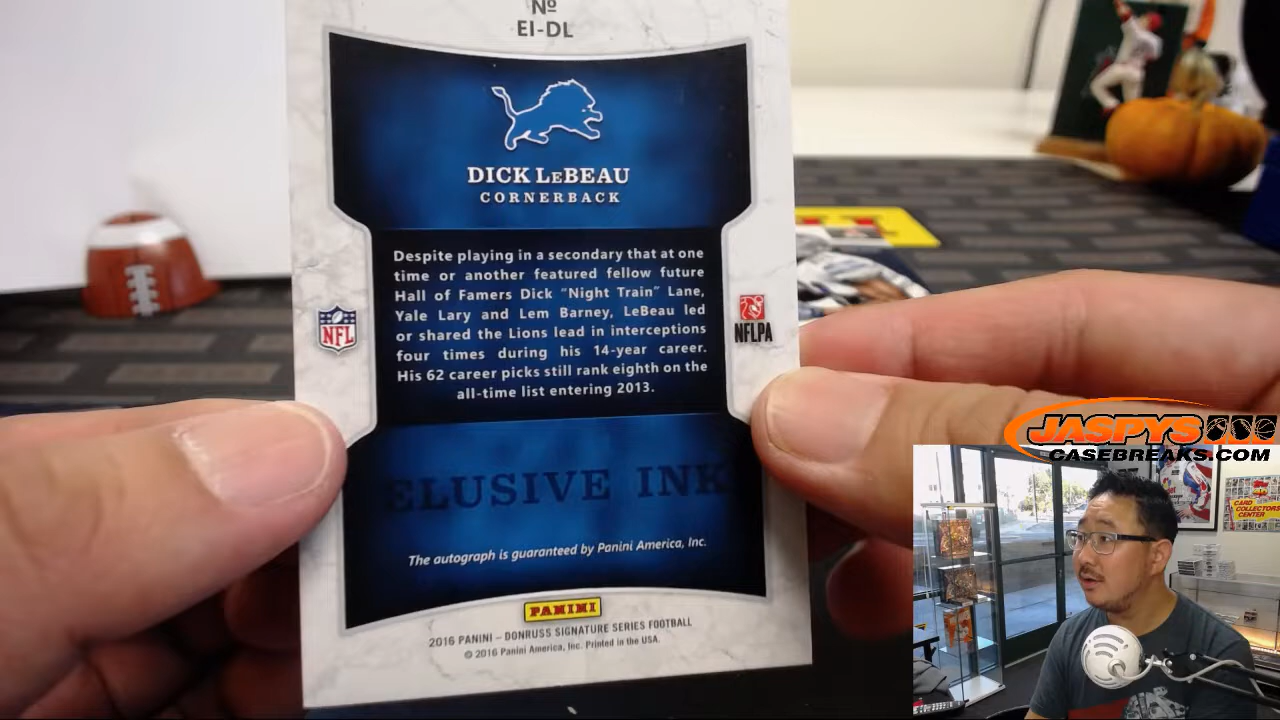 Nº
EI-DL
DICK LEBEAU
CORNERBACK
Despite playing in a secondary that at one
time or another featured fellow future
Hall of Famers Dick “Night Train” Lane,
Yale Lary and Lem Barney, LeBeau led
or shared the Lions lead in interceptions
four times during his 14-year career.
His 62 career picks still rank eighth on the
all-time list entering 2013.
NFL
NFLPA
ELUSIVE INK
The autograph is guaranteed by Panini America, Inc.
PANINI
2016 PANINI – DONRUSS SIGNATURE SERIES FOOTBALL
© 2016 Panini America, Inc. Printed in the USA.
JASPYS
CASEBREAKS.COM
CARD
COLLECTORS
CENTER